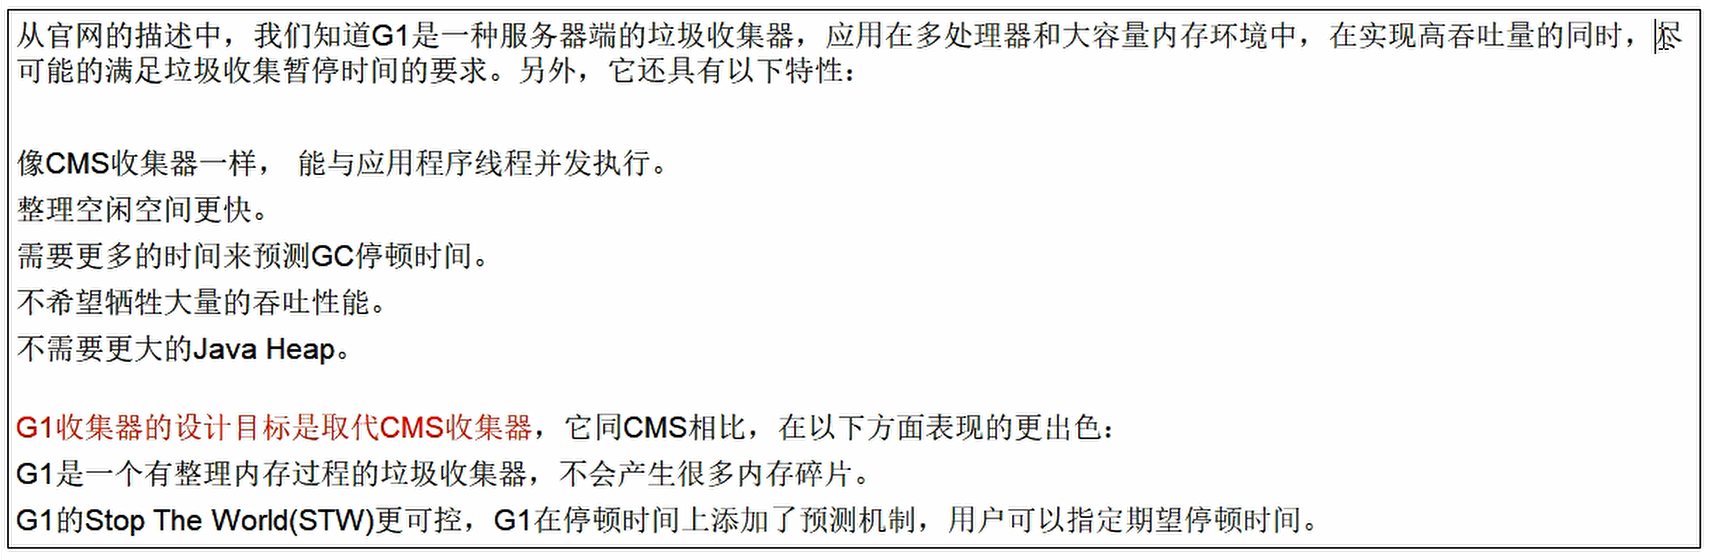 从官网的描述中，我们知道G1是一种服务器端的垃圾收集器，应用在多处理器和大容量内存环境中，在实现高吞吐量的同时，尽
可能的满足垃圾收集暂停时间的要求。另外，它还具有以下特性：
像CMS收集器一样， 能与应用程序线程并发执行。
整理空闲空间更快。
需要更多的时间来预测GC停顿时间。
不希望牺牲大量的吞吐性能。
不需要更大的Java Heap。
G1收集器的设计目标是取代CMS收集器，它同CMS相比，在以下方面表现的更出色：
G1是一个有整理内存过程的垃圾收集器，不会产生很多内存碎片。
G1的Stop The World(STW)更可控，G1在停顿时间上添加了预测机制，用户可以指定期望停顿时间。